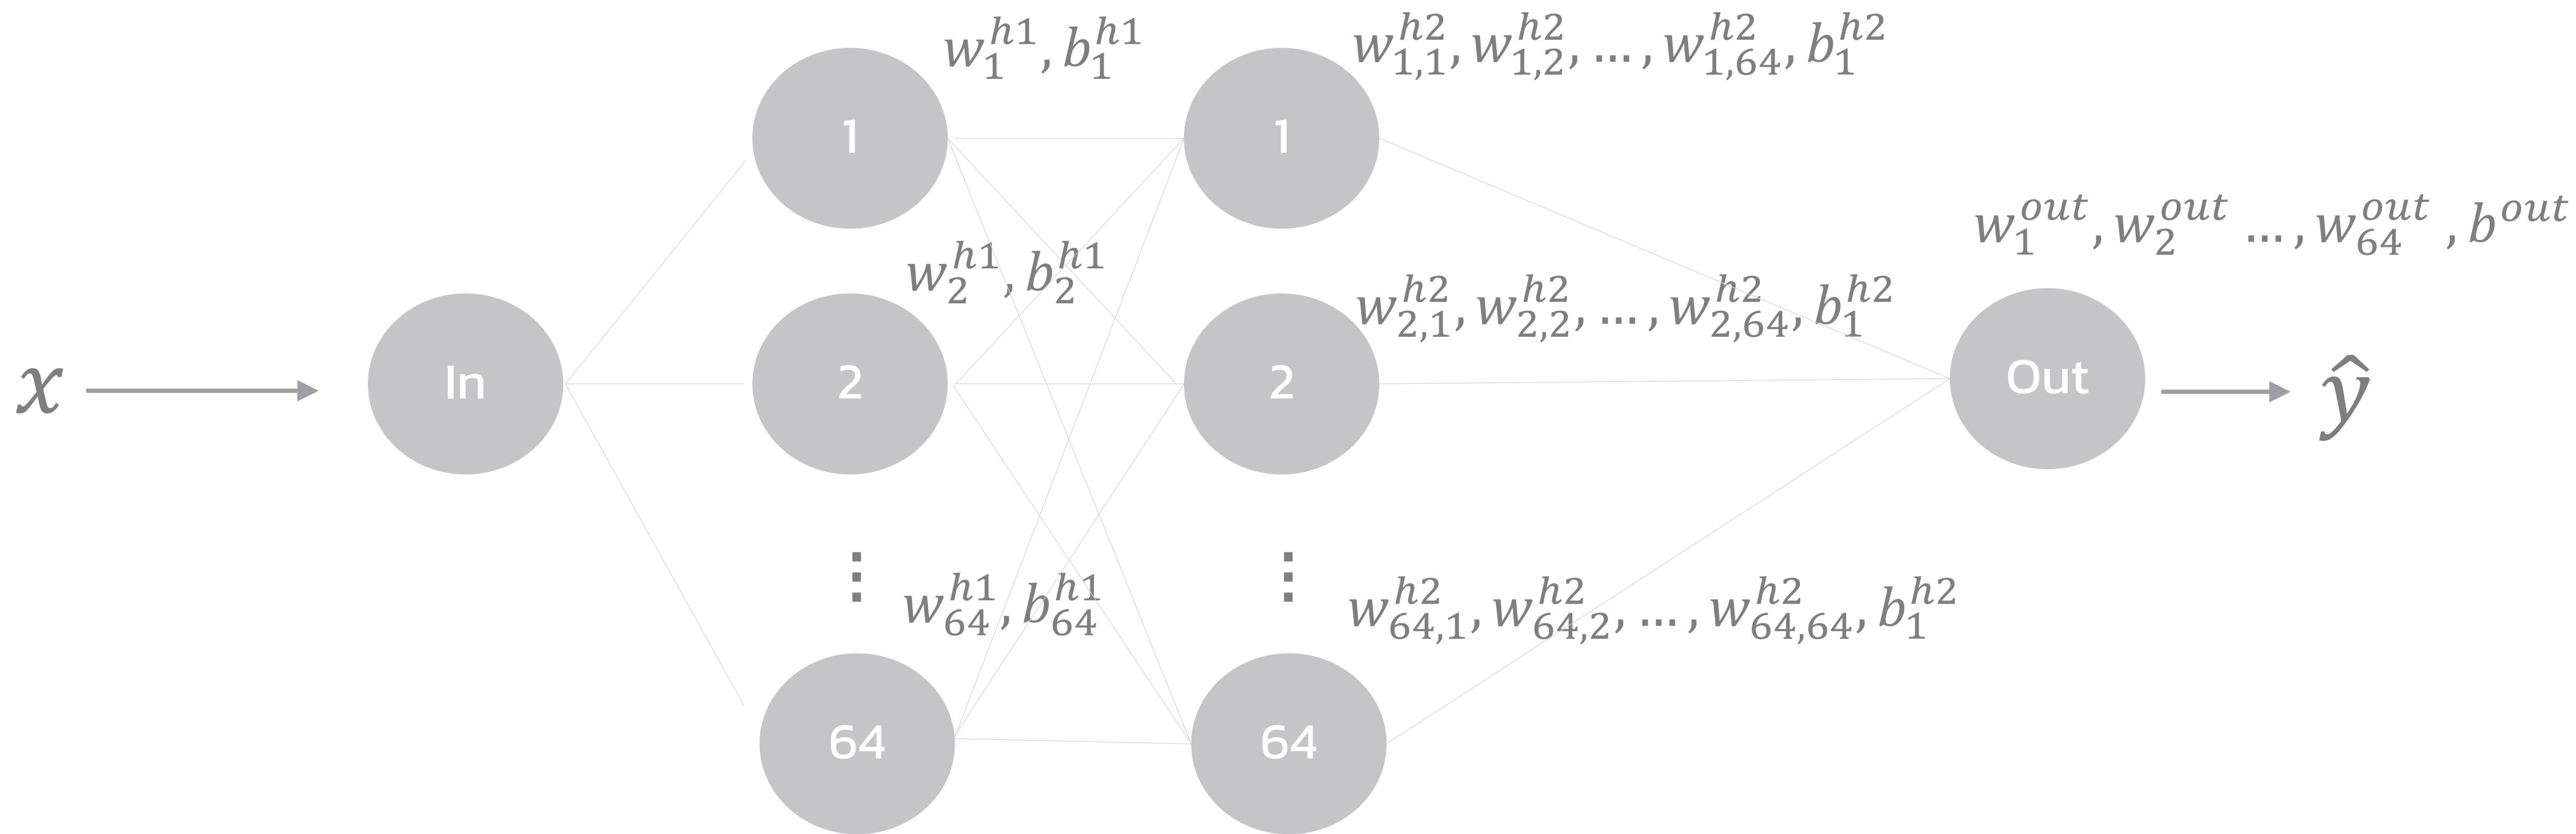 w_1^{h1}, b_1^{h1}
w_{1,1}^{h2}, w_{1,2}^{h2}, ..., w_{1,64}^{h2}, b_1^{h2}
1
1
w_1^{out}, w_2^{out} ..., w_{64}^{out}, b^{out}
w_2^{h1}, b_2^{h1}
w_{2,1}^{h2}, w_{2,2}^{h2}, ..., w_{2,64}^{h2}, b_1^{h2}
x
In
2
2
Out
ŷ
⋮
⋮
w_{64}^{h1}, b_{64}^{h1}
w_{64,1}^{h2}, w_{64,2}^{h2}, ..., w_{64,64}^{h2}, b_1^{h2}
64
64